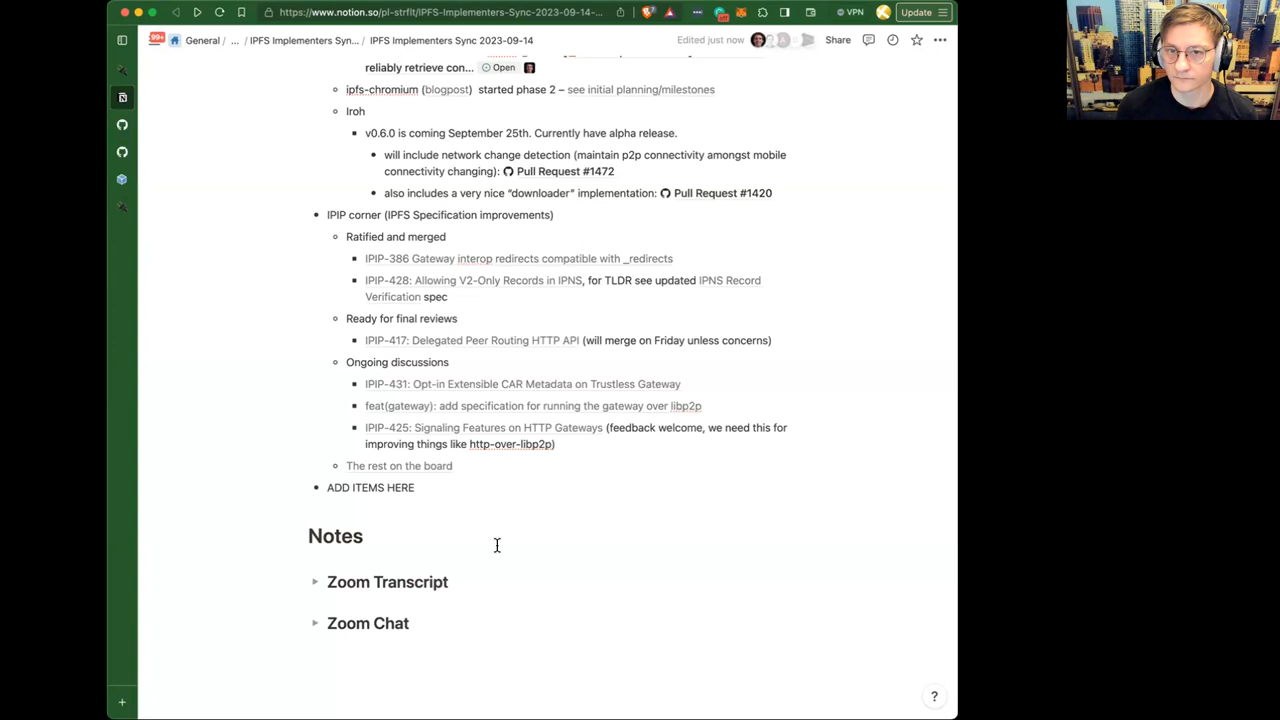 https://www.notion.so/pl-strflt/IPFS-Implementers-Sync-2023-09-14-...
VPN
Update
99+
General / ... / IPFS Implementers Syn... / IPFS Implementers Sync 2023-09-14
Edited just now
Share
reliably retrieve con... Open
ipfs-chromium (blogpost) started phase 2 – see initial planning/milestones
Iroh
v0.6.0 is coming September 25th. Currently have alpha release.
will include network change detection (maintain p2p connectivity amongst mobile
connectivity changing): Pull Request #1472
also includes a very nice “downloader” implementation: Pull Request #1420
IPIP corner (IPFS Specification improvements)
Ratified and merged
IPIP-386 Gateway interop redirects compatible with _redirects
IPIP-428: Allowing V2-Only Records in IPNS, for TLDR see updated IPNS Record
Verification spec
Ready for final reviews
IPIP-417: Delegated Peer Routing HTTP API (will merge on Friday unless concerns)
Ongoing discussions
IPIP-431: Opt-in Extensible CAR Metadata on Trustless Gateway
feat(gateway): add specification for running the gateway over libp2p
IPIP-425: Signaling Features on HTTP Gateways (feedback welcome, we need this for
improving things like http-over-libp2p)
The rest on the board
ADD ITEMS HERE
Notes
Zoom Transcript
Zoom Chat
?